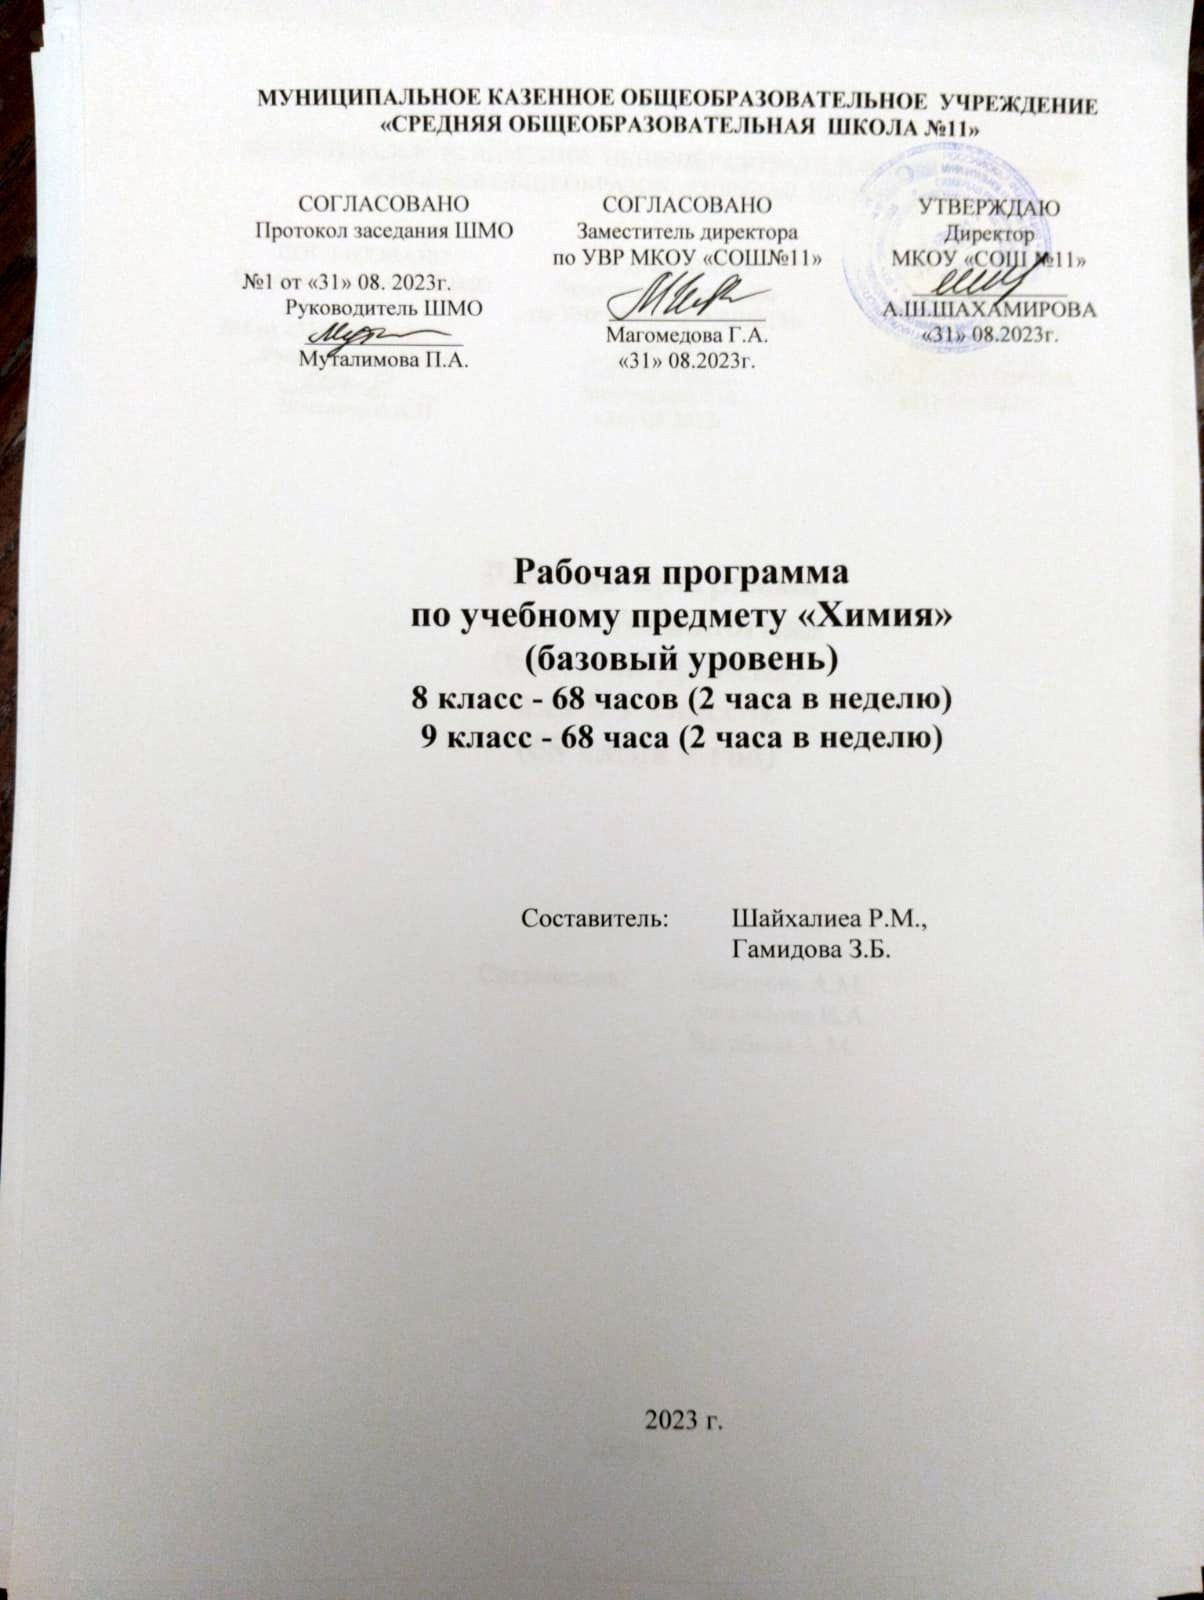 МУНИЦИПАЛЬНОЕ КАЗЕННОЕ ОБЩЕОБРАЗОВАТЕЛЬНОЕ УЧРЕЖДЕНИЕ
«СРЕДНЯЯ ОБЩЕОБРАЗОВАТЕЛЬНАЯ ШКОЛА №11»
СОГЛАСОВАНО
Протокол заседания ШМО
№1 от «31» 08. 2023г.
Руководитель ШМО
Муталимова П.А.
СОГЛАСОВАНО
Заместитель директора
по УВР МКОУ «СОШ№11»
Магомедова Г.А.
«31» 08.2023г.
УТВЕРЖДАЮ
Директор
МКОУ «СОШ №11»
А.Ш.ШАХАМИРОВА
«31» 08.2023г.
Рабочая программа
по учебному предмету «Химия»
(базовый уровень)
8 класс - 68 часов (2 часа в неделю)
9 класс - 68 часа (2 часа в неделю)
Составитель: Шайхалиеа Р.М.,
Гамидова З.Б.
2023 г.